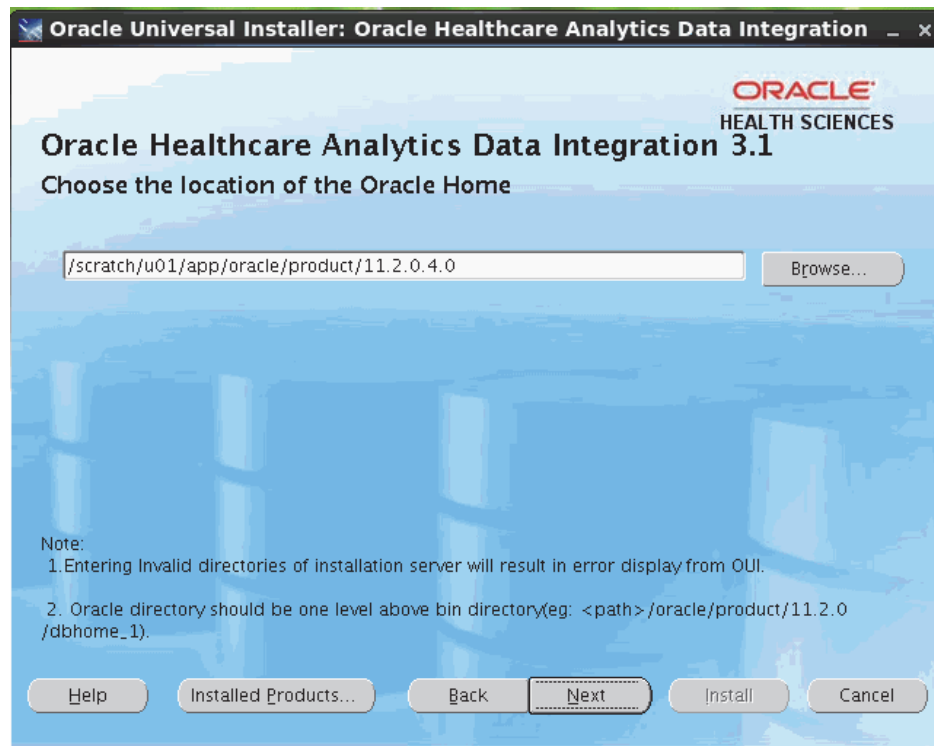 Oracle Universal Installer: Oracle Healthcare Analytics Data Integration
ORACLE'
HEALTH SCIENCES
Oracle Healthcare Analytics Data Integration 3.1
Choose the location of the Oracle Home
/scratch/u01/app/oracle/product/11.2.0.4.0
Browse...
Note:
1.Entering Invalid directories of installation server will result in error display from OUI.
2. Oracle directory should be one level above bin directory(eg: <path>/oracle/product/11.2.0
/dbhome_1).
Help Installed Products... Back Next Install Cancel